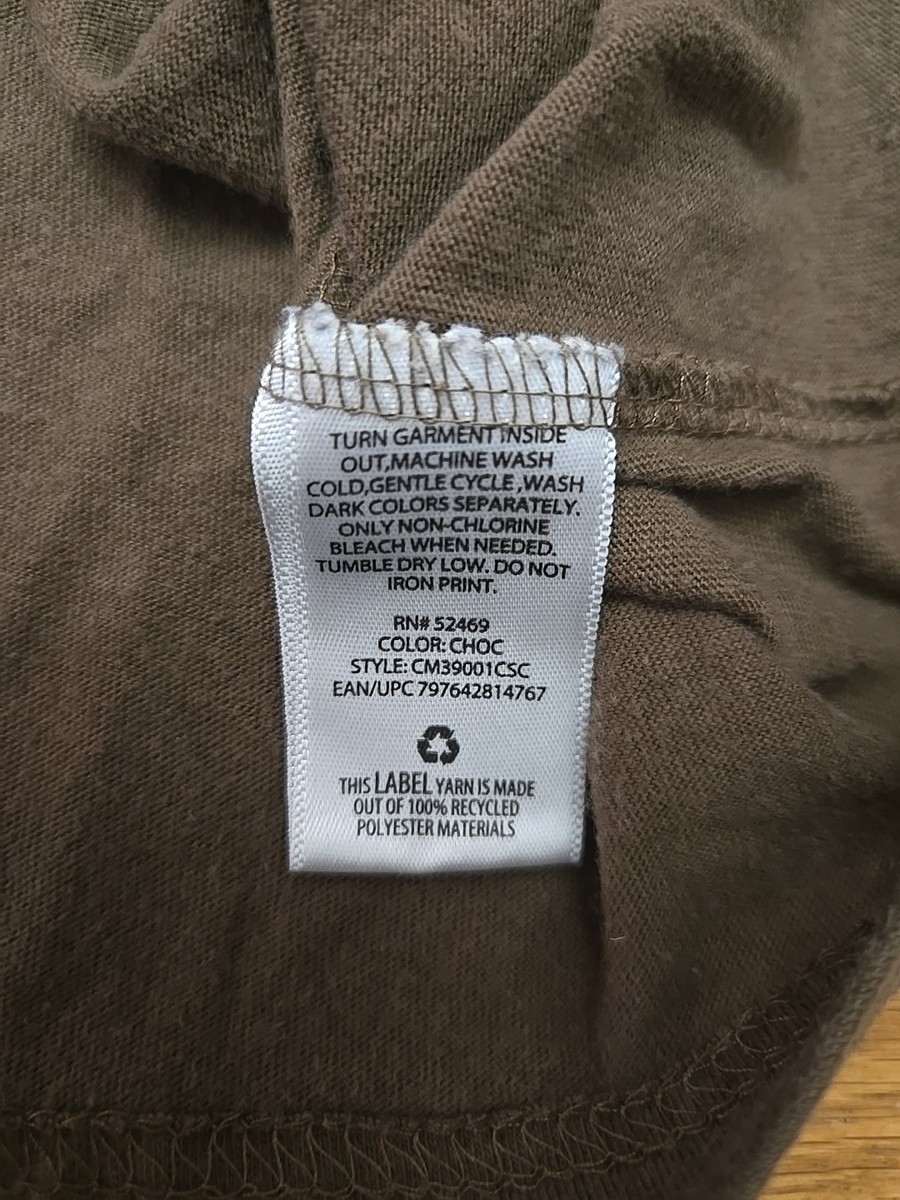 TURN GARMENT INSIDE
OUT,MACHINE WASH
COLD,GENTLE CYCLE ,WASH
DARK COLORS SEPARATELY.
ONLY NON-CHLORINE
BLEACH WHEN NEEDED.
TUMBLE DRY LOW. DO NOT
IRON PRINT.
RN# 52469
COLOR: CHOC
STYLE: CM39001CSC
EAN/UPC 797642814767
THIS LABEL YARN IS MADE
OUT OF 100% RECYCLED
POLYESTER MATERIALS